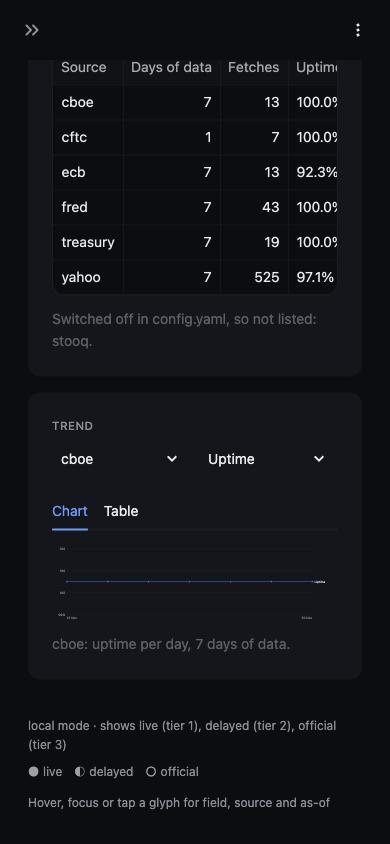 Source Days of data Fetches Uptime
cboe 7 13 100.0%
cftc 1 7 100.0%
ecb 7 13 92.3%
fred 7 43 100.0%
treasury 7 19 100.0%
yahoo 7 525 97.1%
Switched off in config.yaml, so not listed:
stooq.
TREND
cboe Uptime
Chart Table
Uptime
cboe: uptime per day, 7 days of data.
local mode · shows live (tier 1), delayed (tier 2), official
(tier 3)
live delayed official
Hover, focus or tap a glyph for field, source and as-of